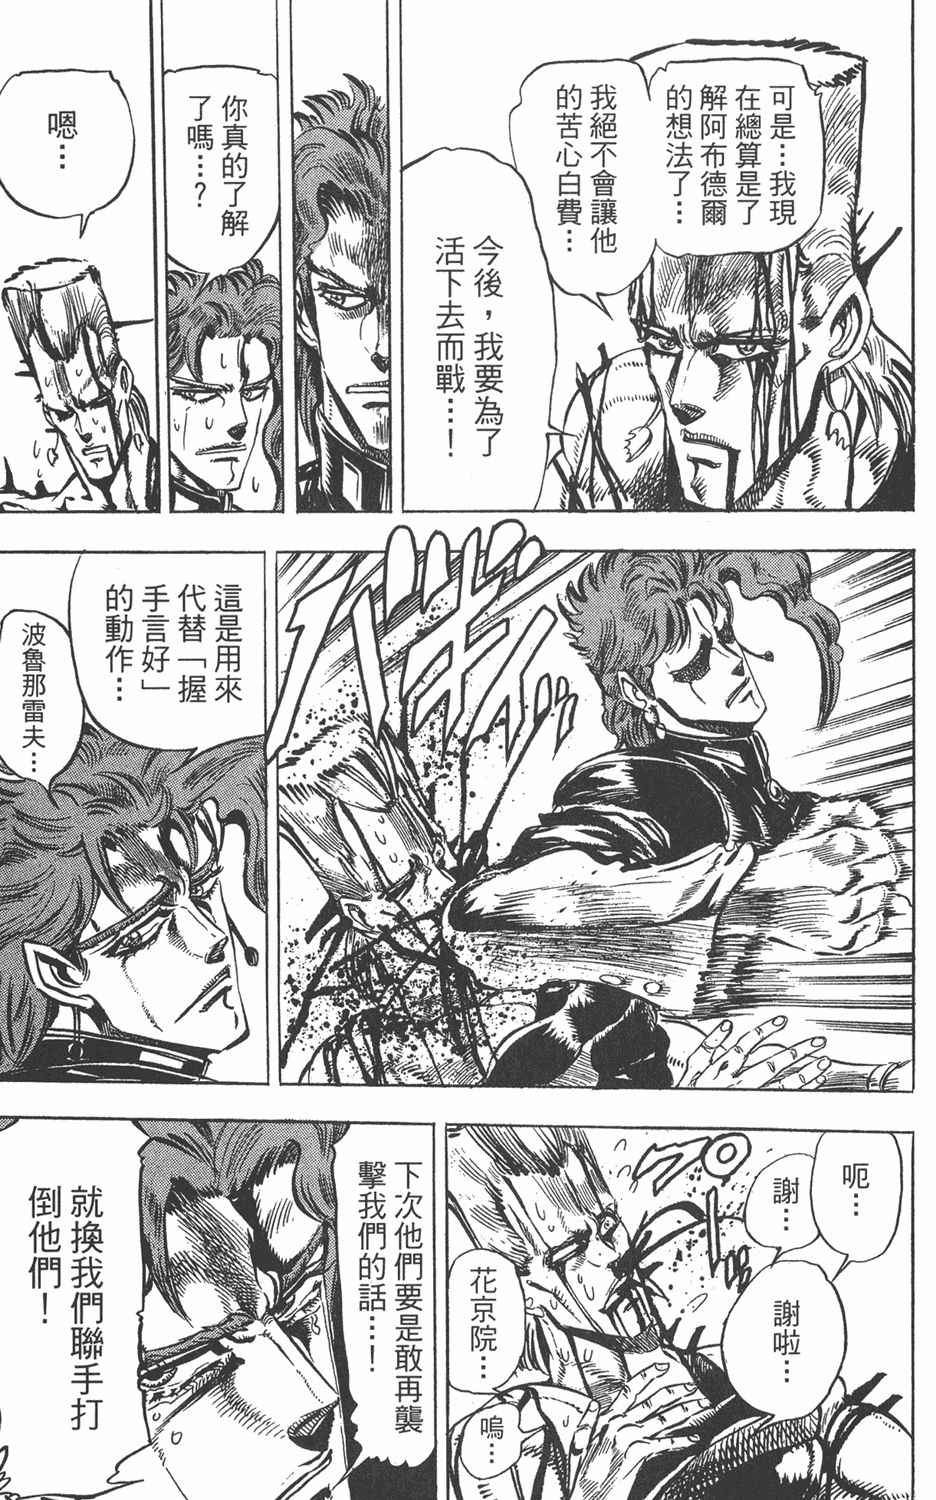 可是…我現
在總算是了
解阿布德爾
的想法了…
我絕不會讓他
的苦心白費…
今後，我要為了
活下去而戰…！
你真的了解
了嗎…？
嗯…
バギィッ
這是用來
代替「握
手言好」
的動作…
波魯那雷夫…
呃…
謝…
謝啦…
花京院…
嗚…
下次他們要是敢再襲
擊我們的話…！
就換我們聯手打
倒他們！